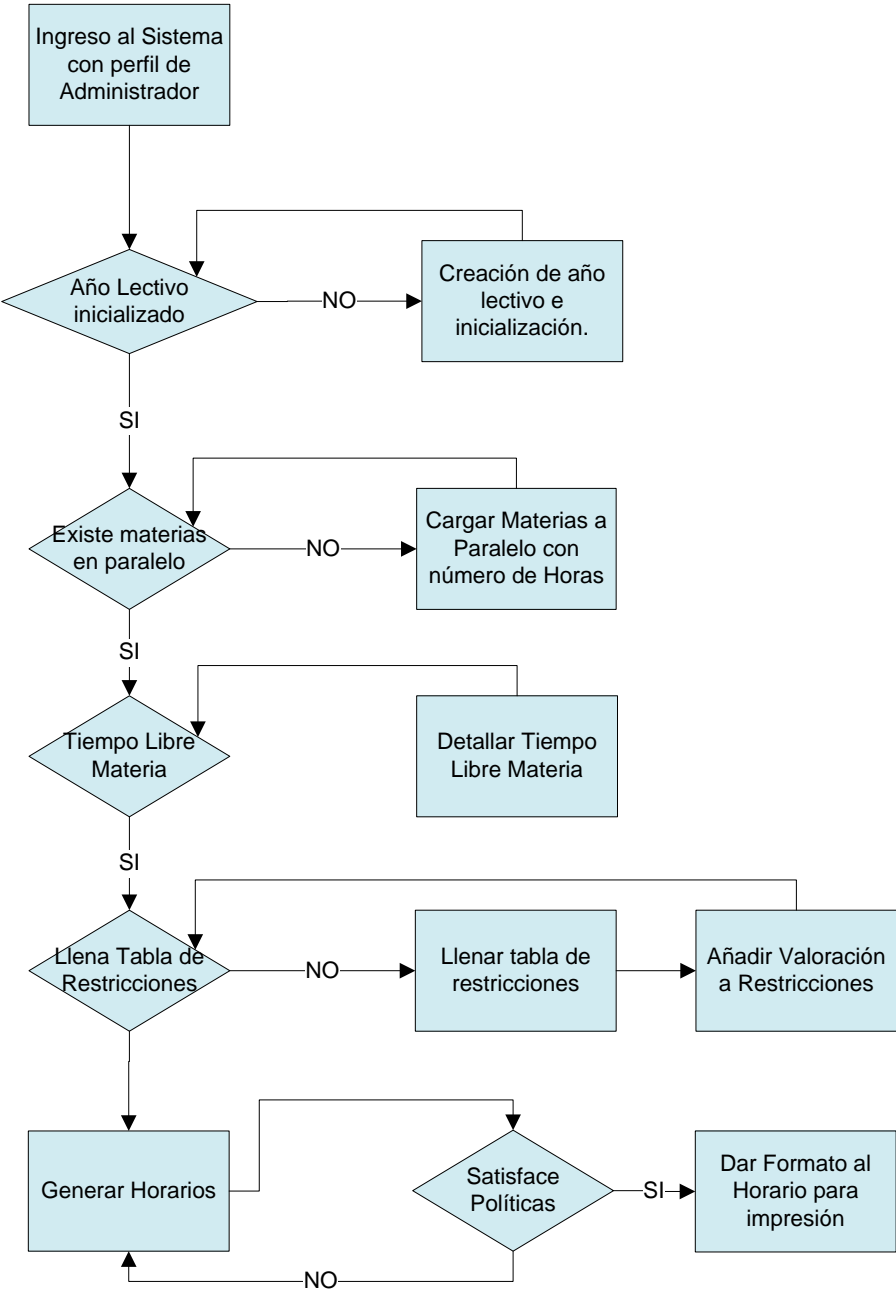 Ingreso al Sistema
con perfil de
Administrador
Año Lectivo
inicializado
NO
Creación de año
lectivo e
inicialización.
SI
Existe materias
en paralelo
NO
Cargar Materias a
Paralelo con
número de Horas
SI
Tiempo Libre
Materia
Detallar Tiempo
Libre Materia
SI
Llena Tabla de
Restricciones
NO
Llenar tabla de
restricciones
Añadir Valoración
a Restricciones
Generar Horarios
Satisface
Políticas
SI
Dar Formato al
Horario para
impresión
NO